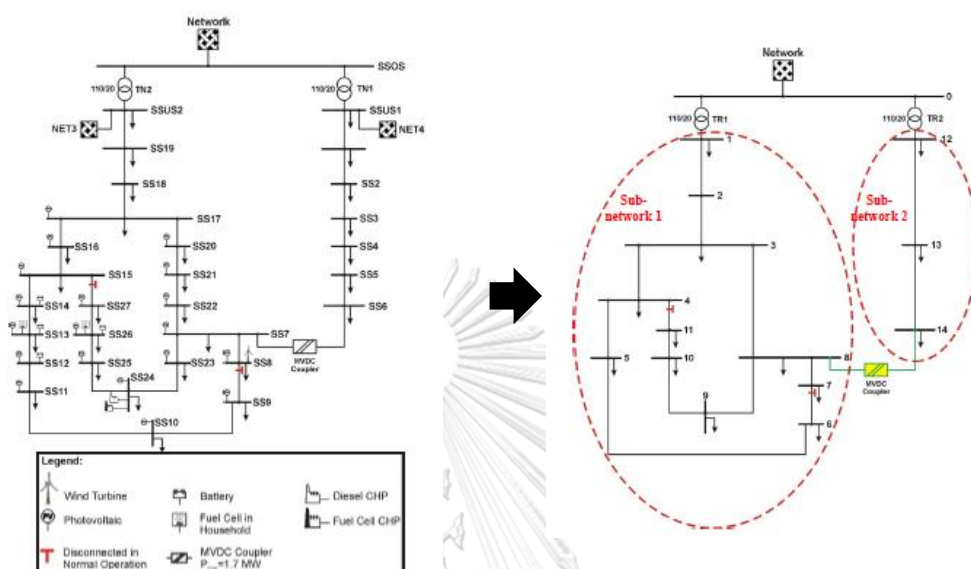 Network
SSOS
110/20
TN2
110/20
TN1
SSUS2
SSUS1
NET3
NET4
SS19
SS2
SS18
SS3
SS17
SS4
SS16
SS20
SS15
SS21
SS5
SS14
SS27
SS22
SS6
SS13
SS26
SS7
SS12
SS25
SS23
SS8
MVDC
Coupler
SS11
SS24
SS9
SS10
Legend:
Wind Turbine
Battery
Diesel CHP
PV
Photovoltaic
Fuel Cell in
Household
Fuel Cell CHP
Disconnected in
Normal Operation
MVDC Coupler
=1.7 MW
Network
0
110/20
TR1
110/20
TR2
1
12
Sub-
network 1
2
Sub-
network 2
3
13
4
11
14
5
10
8
MVDC
Coupler
9
7
6